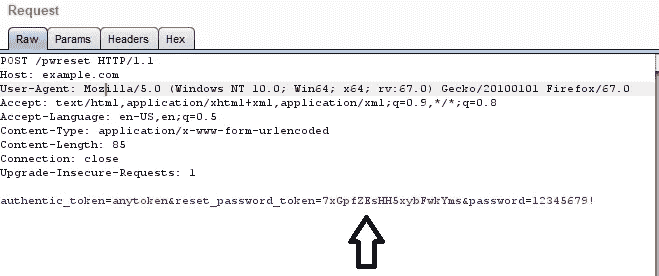 Request
Raw Params Headers Hex
POST /pwreset HTTP/1.1
Host: example.com
User-Agent: Mozilla/5.0 (Windows NT 10.0; Win64; x64; rv:67.0) Gecko/20100101 Firefox/67.0
Accept: text/html,application/xhtml+xml,application/xml;q=0.9,*/*;q=0.8
Accept-Language: en-US,en;q=0.5
Content-Type: application/x-www-form-urlencoded
Content-Length: 85
Connection: close
Upgrade-Insecure-Requests: 1
authentic_token=anytoken&reset_password_token=7xGpfZEsHH5xybFwkYms&password=12345679!